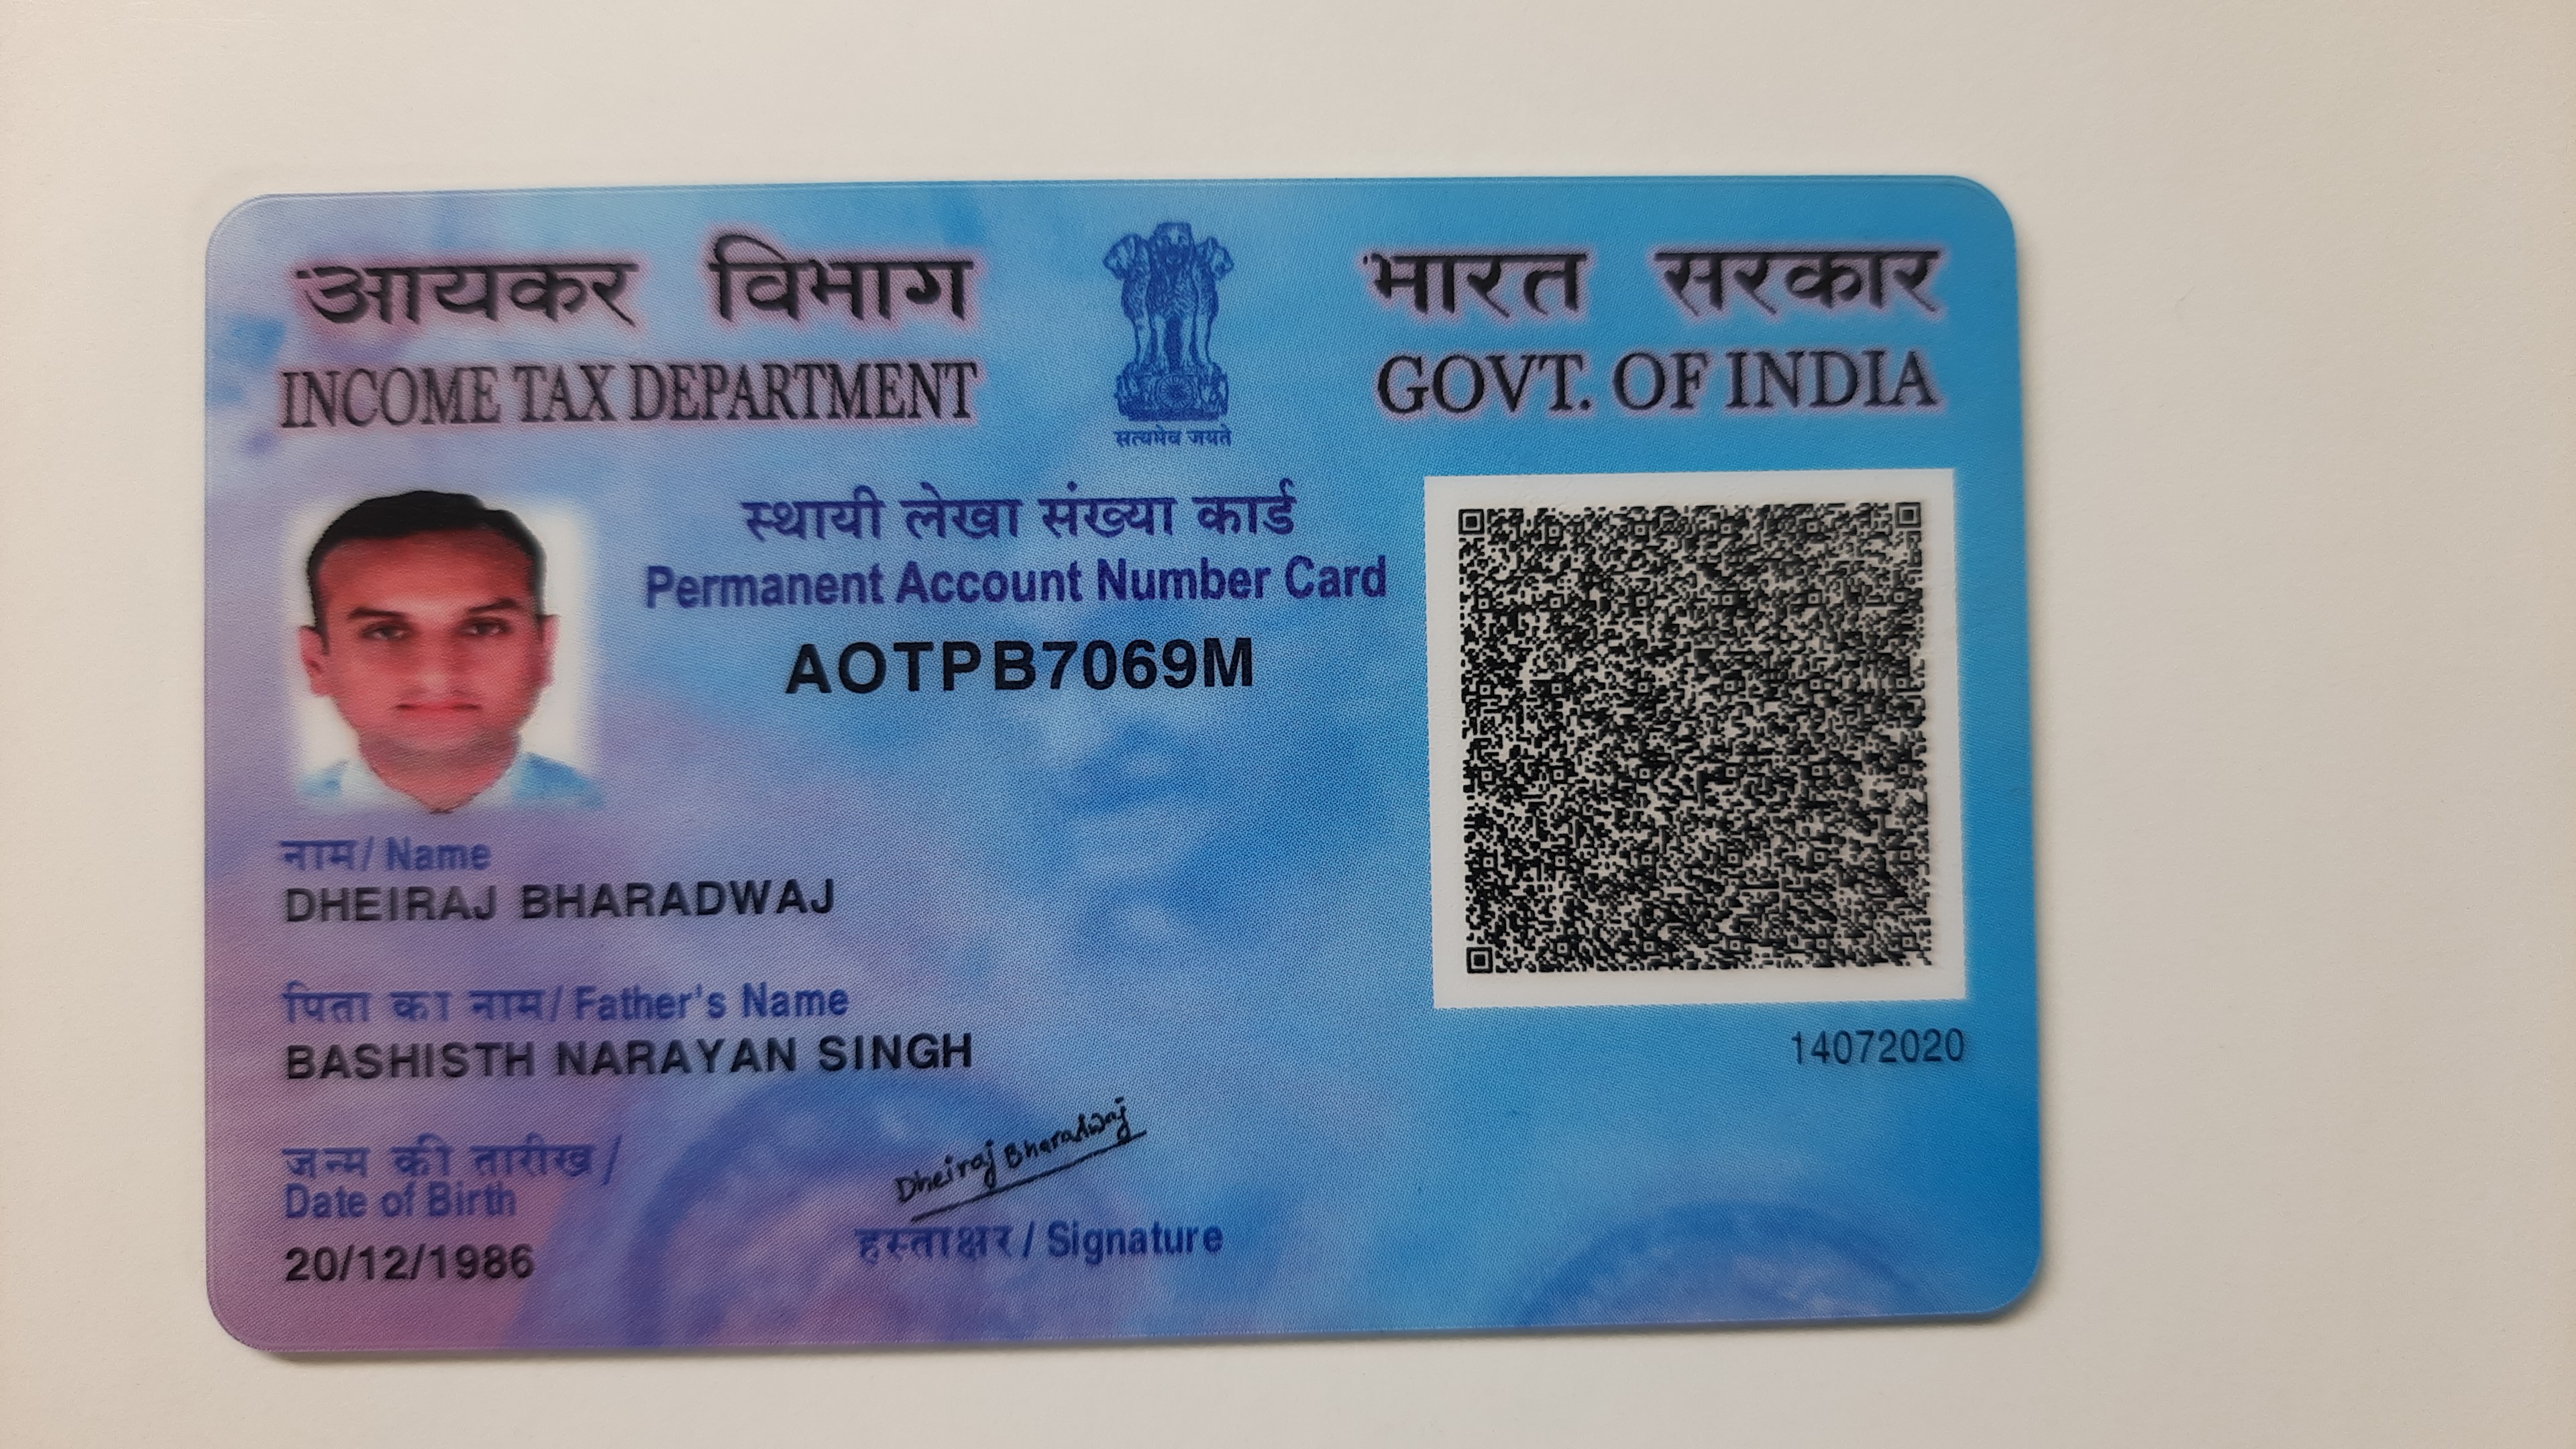 आयकर विभाग
INCOME TAX DEPARTMENT
सत्यमेव जयते
भारत सरकार
GOVT. OF INDIA
स्थायी लेखा संख्या कार्ड
Permanent Account Number Card
AOTPB7069M
नाम / Name
DHEIRAJ BHARADWAJ
पिता का नाम / Father's Name
BASHISTH NARAYAN SINGH
14072020
जन्म की तारीख /
Date of Birth
20/12/1986
Dheiraj Bharadwaj
हस्ताक्षर / Signature